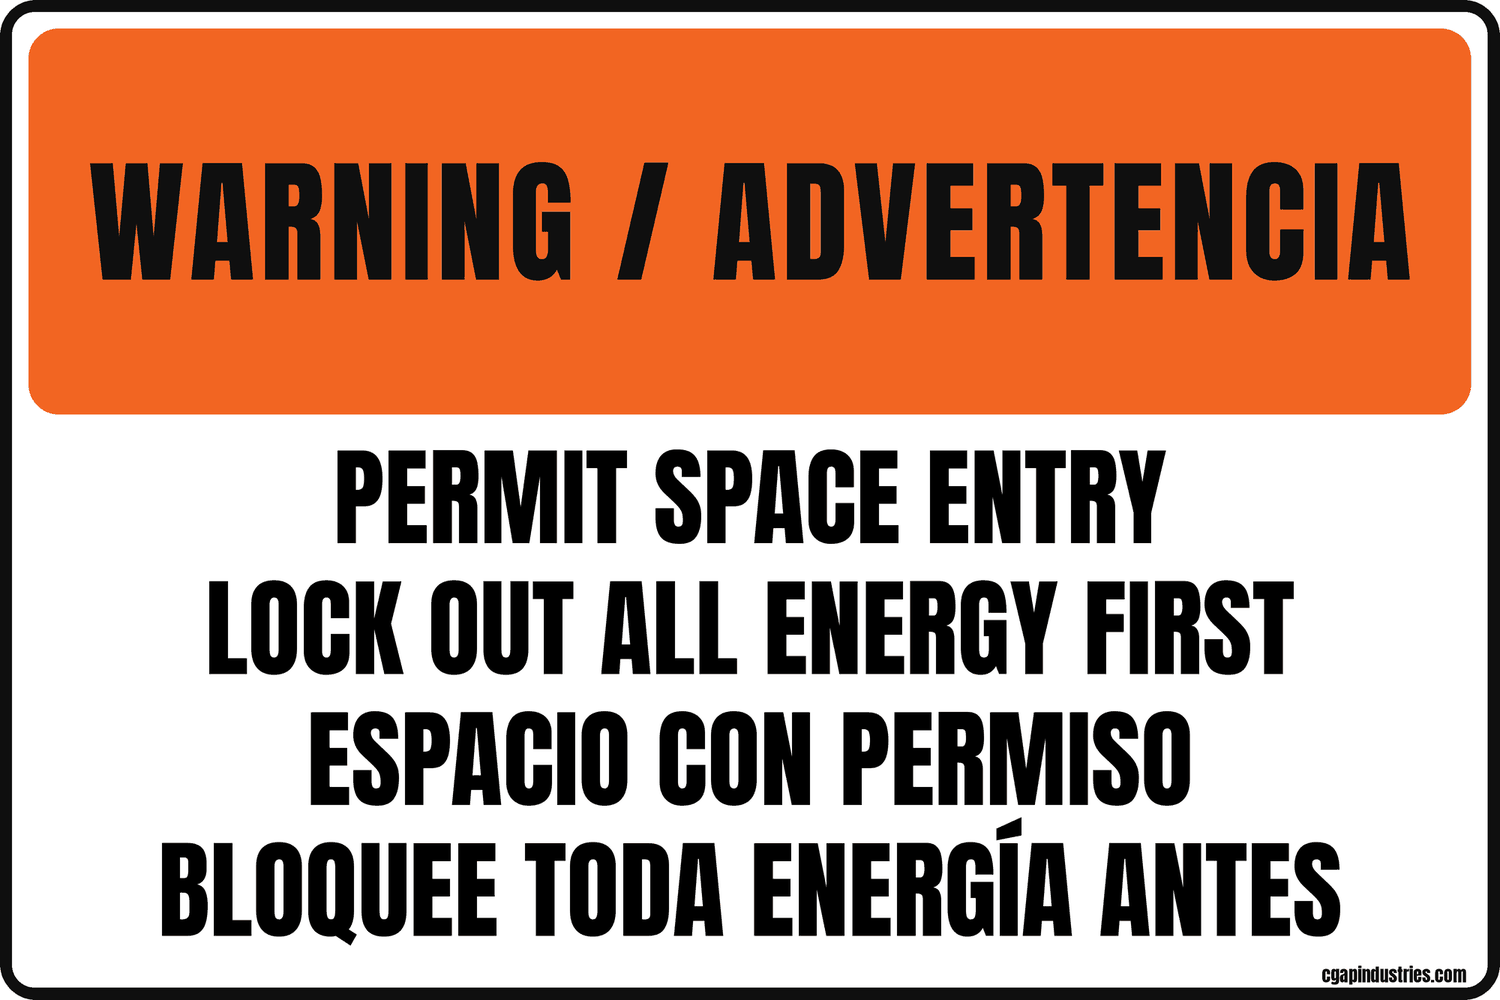 WARNING / ADVERTENCIA
PERMIT SPACE ENTRY
LOCK OUT ALL ENERGY FIRST
ESPACIO CON PERMISO
BLOQUEE TODA ENERGÍA ANTES
cgapindustries.com